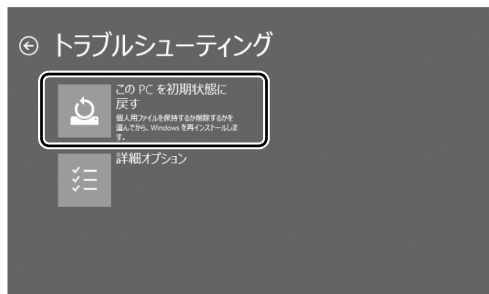 トラブルシューティング
この PC を初期状態に
戻す
個人用ファイルを保持するか削除するかを
選んでから、Windows を再インストールしま
す。
詳細オプション